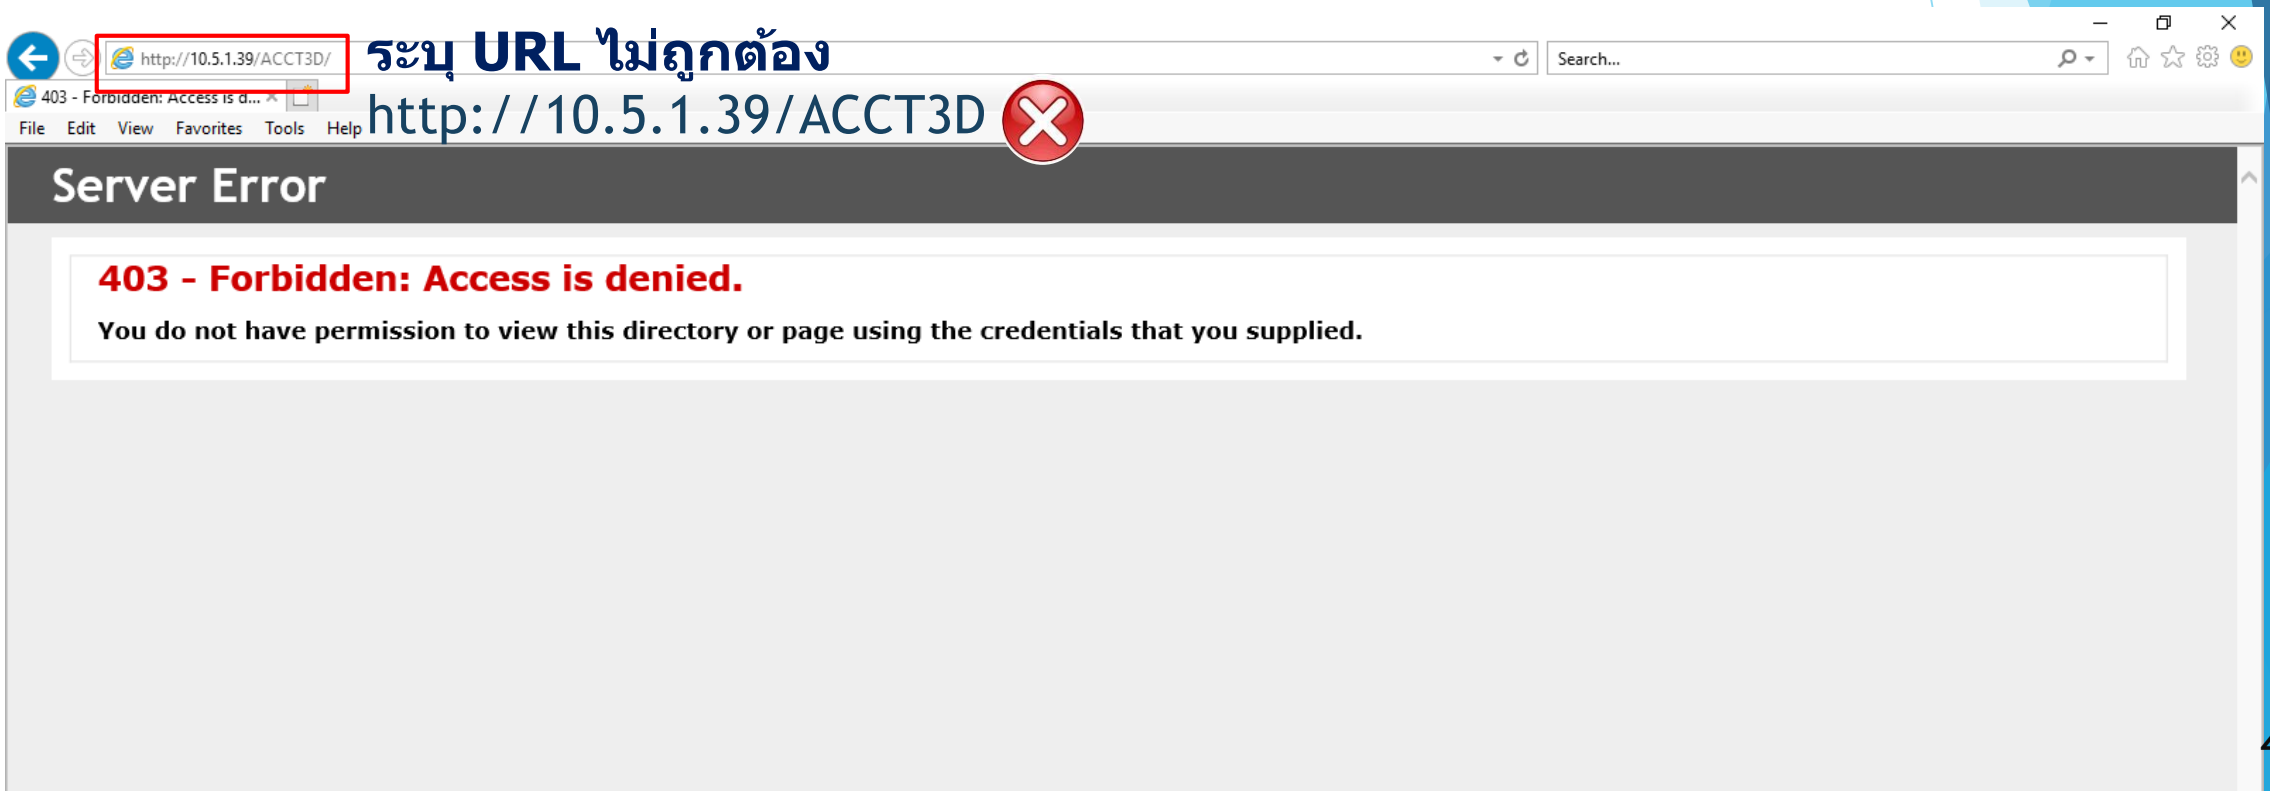 ระบุ URL ไม่ถูกต้อง
http://10.5.1.39/ACCT3D/
Search...
403 - Forbidden: Access is d...
http://10.5.1.39/ACCT3D
File Edit View Favorites Tools Help
Server Error
403 - Forbidden: Access is denied.
You do not have permission to view this directory or page using the credentials that you supplied.